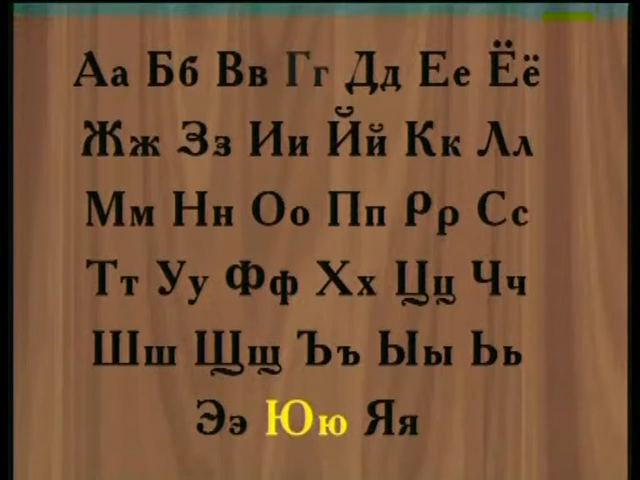 Аа Бб Вв Гг Дд Ее Ёё
Жж Зз Ии Йй Кк Лл
Мм Нн Оо Пп Рр Сс
Тт Уу Фф Хх Цц Чч
Шш Щщ Ъъ Ыы Ьь
Ээ Юю Яя